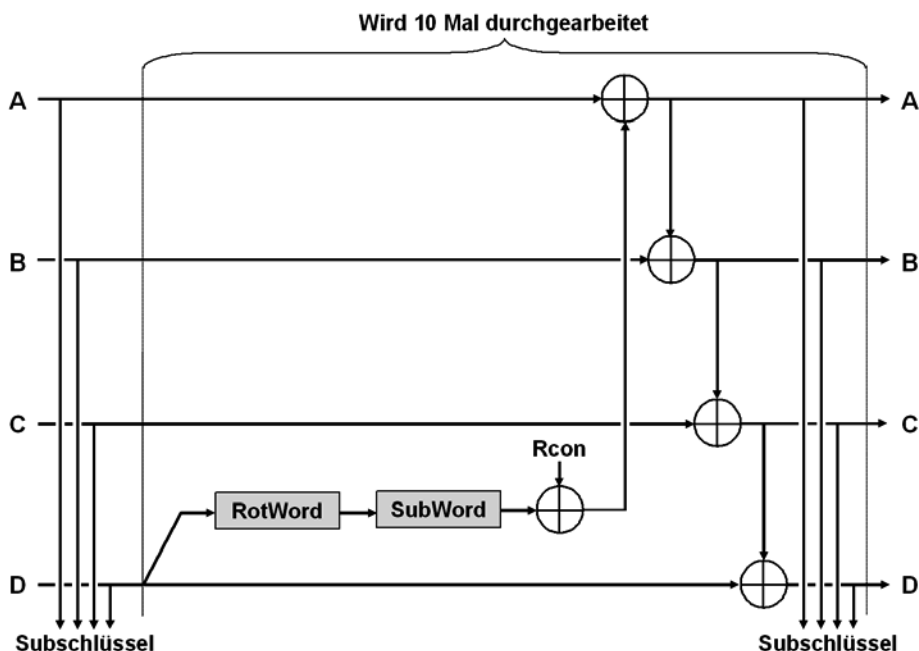 Wird 10 Mal durchgearbeitet
A A
B B
C C
Rcon
RotWord SubWord
D D
Subschlüssel Subschlüssel